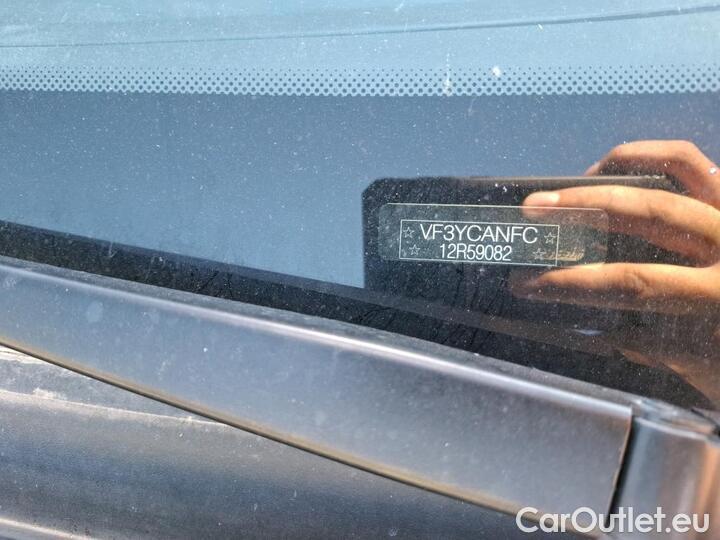 ☆ VF3YCANFC ☆
☆ 12R59082 ☆
CarOutlet.eu